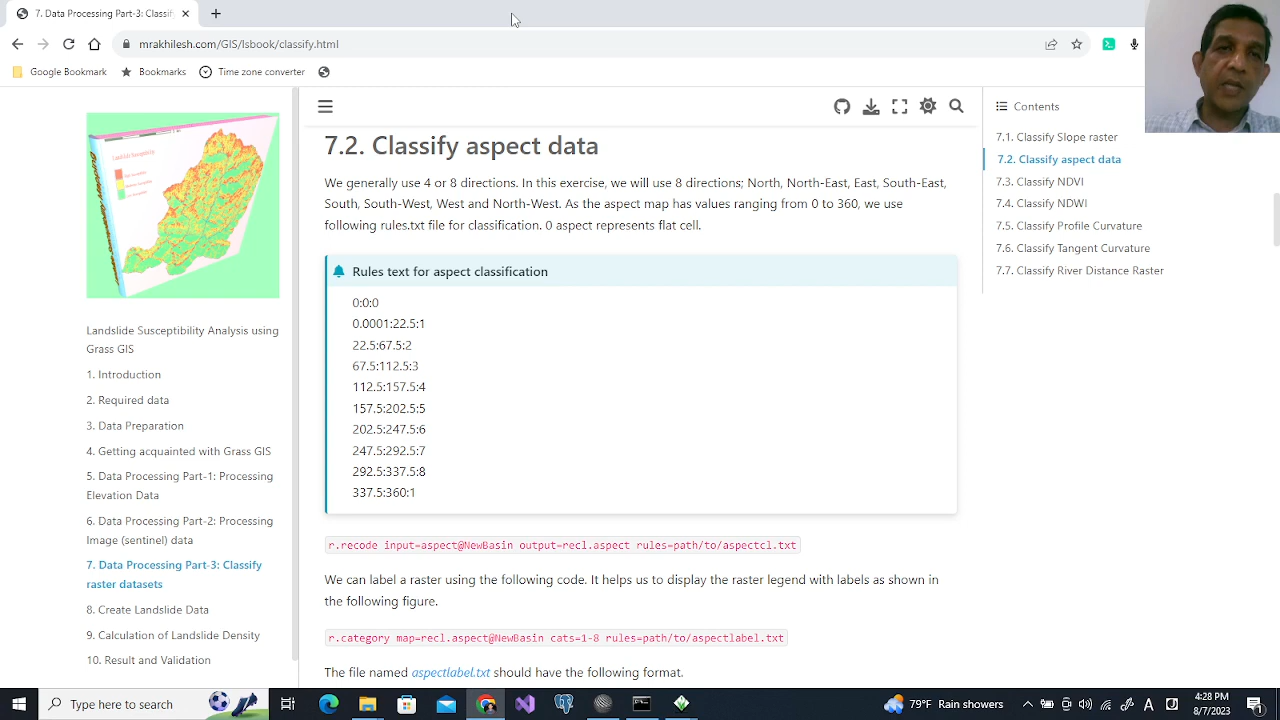 7. Data Processing Part-3: Classify
mrakhilesh.com/GIS/lsbook/classify.html
Google Bookmark
Bookmarks
Time zone converter
Landslide Susceptibility Analysis using
Grass GIS
1. Introduction
2. Required data
3. Data Preparation
4. Getting acquainted with Grass GIS
5. Data Processing Part-1: Processing
Elevation Data
6. Data Processing Part-2: Processing
Image (sentinel) data
7. Data Processing Part-3: Classify
raster datasets
8. Create Landslide Data
9. Calculation of Landslide Density
10. Result and Validation
7.2. Classify aspect data
We generally use 4 or 8 directions. In this exercise, we will use 8 directions; North, North-East, East, South-East,
South, South-West, West and North-West. As the aspect map has values ranging from 0 to 360, we use
following rules.txt file for classification. 0 aspect represents flat cell.
Rules text for aspect classification
0:0:0
0.0001:22.5:1
22.5:67.5:2
67.5:112.5:3
112.5:157.5:4
157.5:202.5:5
202.5:247.5:6
247.5:292.5:7
292.5:337.5:8
337.5:360:1
r.recode input=aspect@NewBasin output=recl.aspect rules=path/to/aspectcl.txt
We can label a raster using the following code. It helps us to display the raster legend with labels as shown in
the following figure.
r.category map=recl.aspect@NewBasin cats=1-8 rules=path/to/aspectlabel.txt
The file named aspectlabel.txt should have the following format.
Contents
7.1. Classify Slope raster
7.2. Classify aspect data
7.3. Classify NDVI
7.4. Classify NDWI
7.5. Classify Profile Curvature
7.6. Classify Tangent Curvature
7.7. Classify River Distance Raster
Type here to search
79°F Rain showers
4:28 PM
8/7/2023